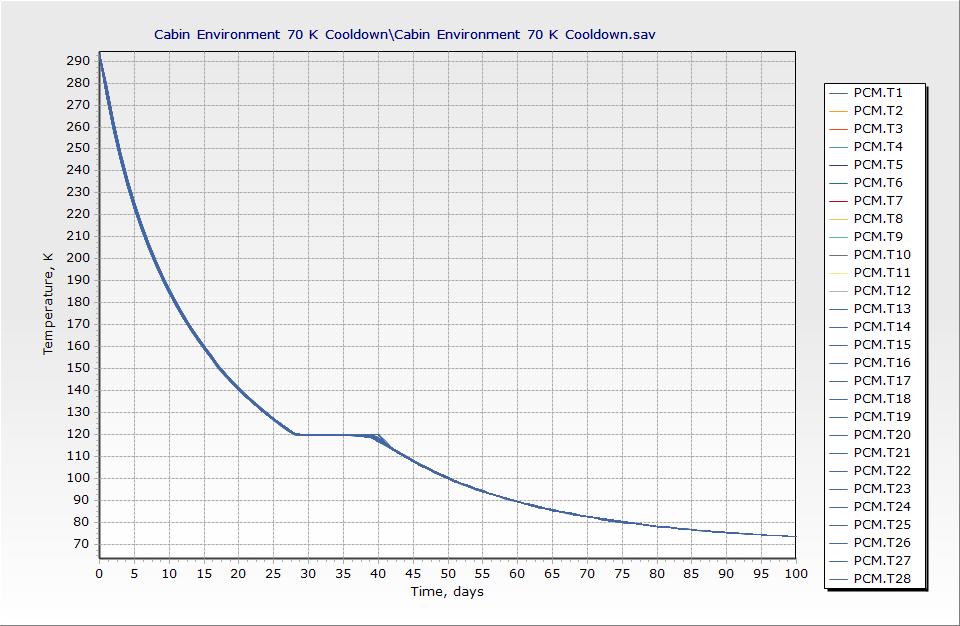 Cabin Environment 70 K Cooldown\Cabin Environment 70 K Cooldown.sav
Temperature, K
290
280
270
260
250
240
230
220
210
200
190
180
170
160
150
140
130
120
110
100
90
80
70
0 5 10 15 20 25 30 35 40 45 50 55 60 65 70 75 80 85 90 95 100
Time, days
PCM.T1
PCM.T2
PCM.T3
PCM.T4
PCM.T5
PCM.T6
PCM.T7
PCM.T8
PCM.T9
PCM.T10
PCM.T11
PCM.T12
PCM.T13
PCM.T14
PCM.T15
PCM.T16
PCM.T17
PCM.T18
PCM.T19
PCM.T20
PCM.T21
PCM.T22
PCM.T23
PCM.T24
PCM.T25
PCM.T26
PCM.T27
PCM.T28